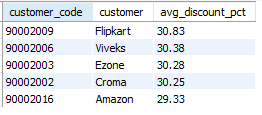 customer_code customer avg_discount_pct
90002009 Flipkart 30.83
90002006 Viveks 30.38
90002003 Ezone 30.28
90002002 Croma 30.25
90002016 Amazon 29.33